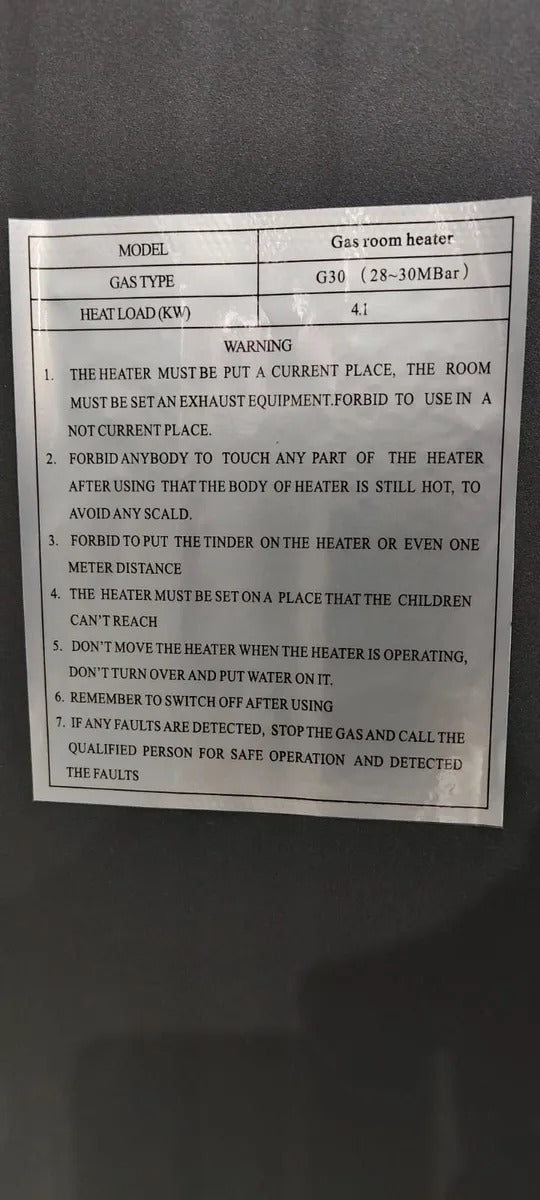 MODEL Gas room heater
GAS TYPE G30 (28~30MBar)
HEAT LOAD (KW) 4.1
WARNING
1. THE HEATER MUST BE PUT A CURRENT PLACE, THE ROOM
MUST BE SET AN EXHAUST EQUIPMENT.FORBID TO USE IN A
NOT CURRENT PLACE.
2. FORBID ANYBODY TO TOUCH ANY PART OF THE HEATER
AFTER USING THAT THE BODY OF HEATER IS STILL HOT, TO
AVOID ANY SCALD.
3. FORBID TO PUT THE TINDER ON THE HEATER OR EVEN ONE
METER DISTANCE
4. THE HEATER MUST BE SET ON A PLACE THAT THE CHILDREN
CAN'T REACH
5. DON'T MOVE THE HEATER WHEN THE HEATER IS OPERATING,
DON'T TURN OVER AND PUT WATER ON IT.
6. REMEMBER TO SWITCH OFF AFTER USING
7. IF ANY FAULTS ARE DETECTED, STOP THE GAS AND CALL THE
QUALIFIED PERSON FOR SAFE OPERATION AND DETECTED
THE FAULTS